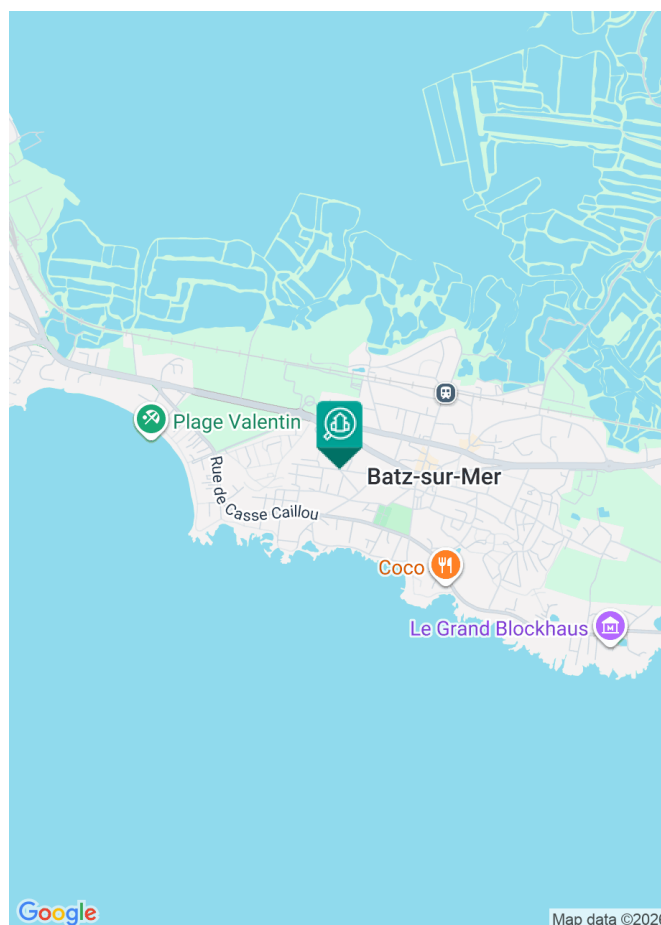 Plage Valentin
Batz-sur-Mer
Rue de Casse Caillou
Coco
Le Grand Blockhaus
Google
Map data ©2026